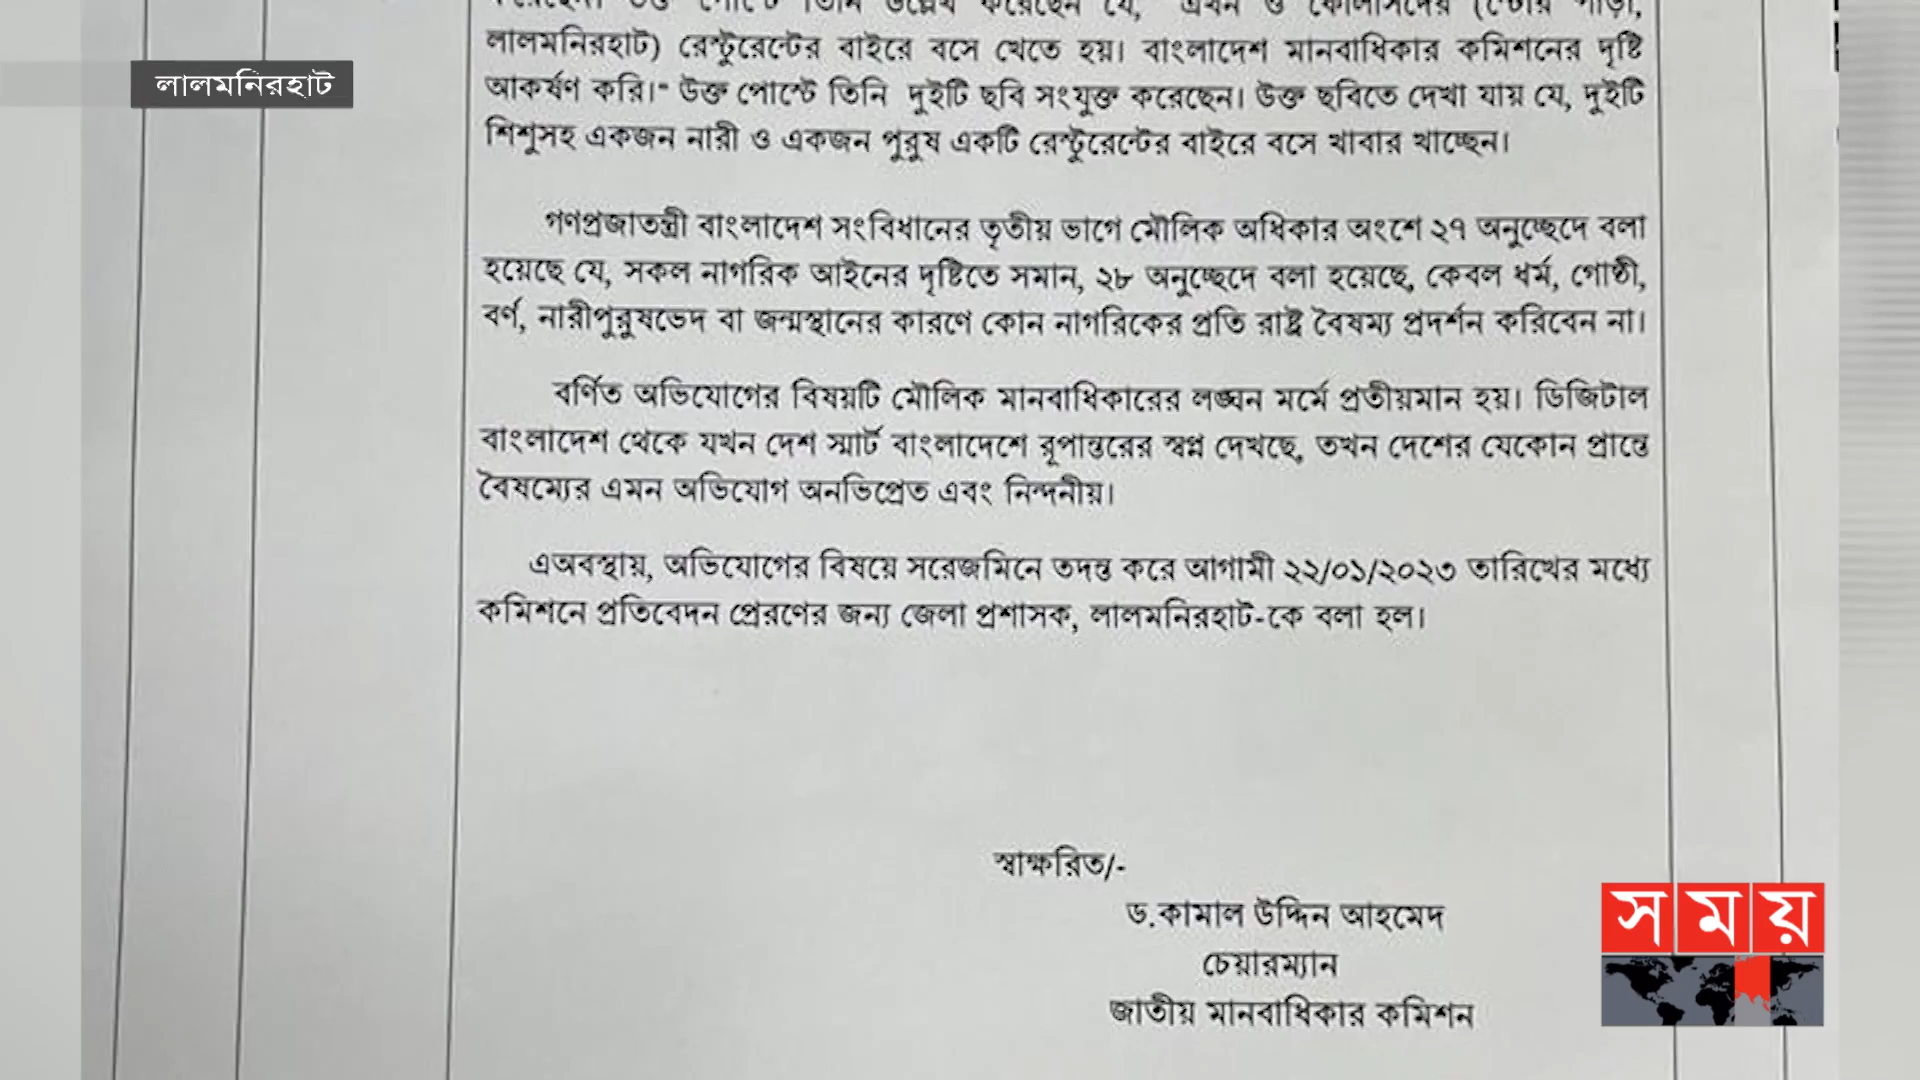 লালমনিরহাট
করেছেন। উক্ত পোস্টে তিনি উল্লেখ করেছেন যে, "এখন ও
লালমনিরহাট) রেস্টুরেন্টের বাইরে বসে খেতে হয়। বাংলাদেশ মানবাধিকার কমিশনের দৃষ্টি
আকর্ষণ করি।" উক্ত পোস্টে তিনি দুইটি ছবি সংযুক্ত করেছেন। উক্ত ছবিতে দেখা যায় যে, দুইটি
শিশুসহ একজন নারী ও একজন পুরুষ একটি রেস্টুরেন্টের বাইরে বসে খাবার খাচ্ছেন।
গণপ্রজাতন্ত্রী বাংলাদেশ সংবিধানের তৃতীয় ভাগে মৌলিক অধিকার অংশে ২৭ অনুচ্ছেদে বলা
হয়েছে যে, সকল নাগরিক আইনের দৃষ্টিতে সমান, ২৮ অনুচ্ছেদে বলা হয়েছে, কেবল ধর্ম, গোষ্ঠী,
বর্ণ, নারীপুরুষভেদ বা জন্মস্থানের কারণে কোন নাগরিকের প্রতি রাষ্ট্র বৈষম্য প্রদর্শন করিবেন না।
বর্ণিত অভিযোগের বিষয়টি মৌলিক মানবাধিকারের লঙ্ঘন মর্মে প্রতীয়মান হয়। ডিজিটাল
বাংলাদেশ থেকে যখন দেশ স্মার্ট বাংলাদেশে রূপান্তরের স্বপ্ন দেখছে, তখন দেশের যেকোন প্রান্তে
বৈষম্যের এমন অভিযোগ অনভিপ্রেত এবং নিন্দনীয়।
এঅবস্থায়, অভিযোগের বিষয়ে সরেজমিনে তদন্ত করে আগামী ২২/০১/২০২৩ তারিখের মধ্যে
কমিশনে প্রতিবেদন প্রেরণের জন্য জেলা প্রশাসক, লালমনিরহাট-কে বলা হল।
স্বাক্ষরিত/-
ড.কামাল উদ্দিন আহমেদ
চেয়ারম্যান
জাতীয় মানবাধিকার কমিশন
সময়